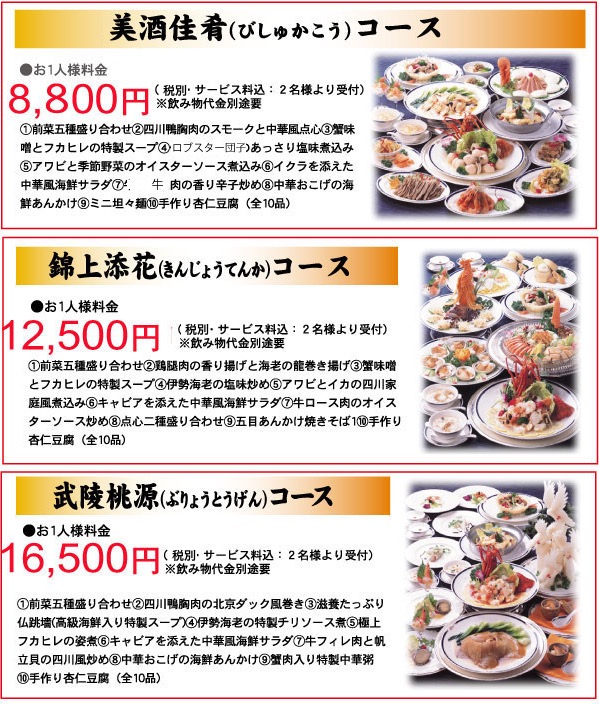 美酒佳肴(びしゅかこう)コース
●お1人様料金
8,800円(税別・サービス料込：2名様より受付)
※飲み物代金別途要
①前菜五種盛り合わせ②四川鴨胸肉のスモークと中華風点心③蟹味
噌とフカヒレの特製スープ④ロブスター団子)あっさり塩味煮込み
⑤アワビと季節野菜のオイスターソース煮込み⑥イクラを添えた
中華風海鮮サラダ⑦牛 肉の香り辛子炒め⑧中華おこげの海
鮮あんかけ⑨ミニ坦々麺⑩手作り杏仁豆腐（全10品）
錦上添花(きんじょうてんか)コース
●お1人様料金
12,500円(税別・サービス料込：2名様より受付)
※飲み物代金別途要
①前菜五種盛り合わせ②鶏腿肉の香り揚げと海老の龍巻き揚げ③蟹味噌
とフカヒレの特製スープ④伊勢海老の塩味炒め⑤アワビとイカの四川家
庭風煮込み⑥キャビアを添えた中華風海鮮サラダ⑦牛ロース肉のオイス
ターソース炒め⑧点心二種盛り合わせ⑨五目あんかけ焼きそば1⑩手作り
杏仁豆腐（全10品）
武陵桃源(ぶりょうとうげん)コース
●お1人様料金
16,500円(税別・サービス料込：2名様より受付)
※飲み物代金別途要
①前菜五種盛り合わせ②四川鴨胸肉の北京ダック風巻き③滋養たっぷり
仏跳墻(高級海鮮入り特製スープ)④伊勢海老の特製チリソース煮⑤極上
フカヒレの姿煮⑥キャビアを添えた中華風海鮮サラダ⑦牛フィレ肉と帆
立貝の四川風炒め⑧中華おこげの海鮮あんかけ⑨蟹肉入り特製中華粥
⑩手作り杏仁豆腐（全10品）